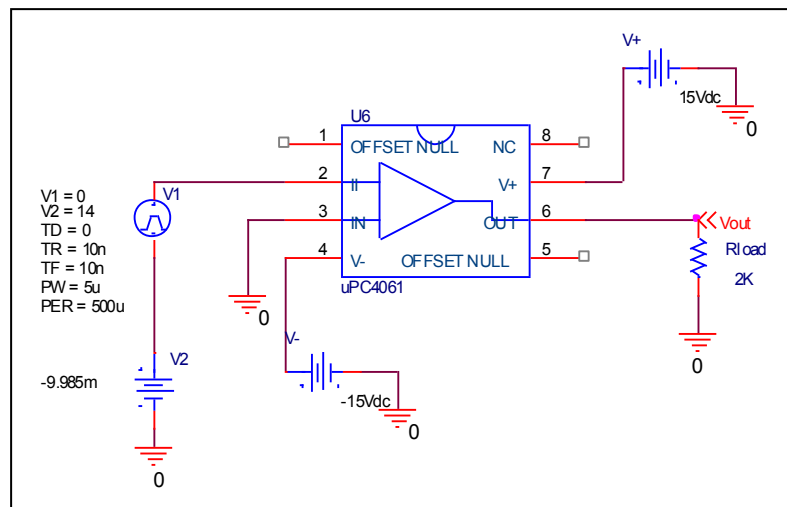 V+
15Vdc
0
U6
1
OFFSET NULL
NC
8
2
II
V+
7
3
IN
OUT
6
4
V-
OFFSET NULL
5
uPC4061
V1
V1 = 0
V2 = 14
TD = 0
TR = 10n
TF = 10n
PW = 5u
PER = 500u
Vout
Rload
2K
0
0
V-
-15Vdc
0
V2
-9.985m
0